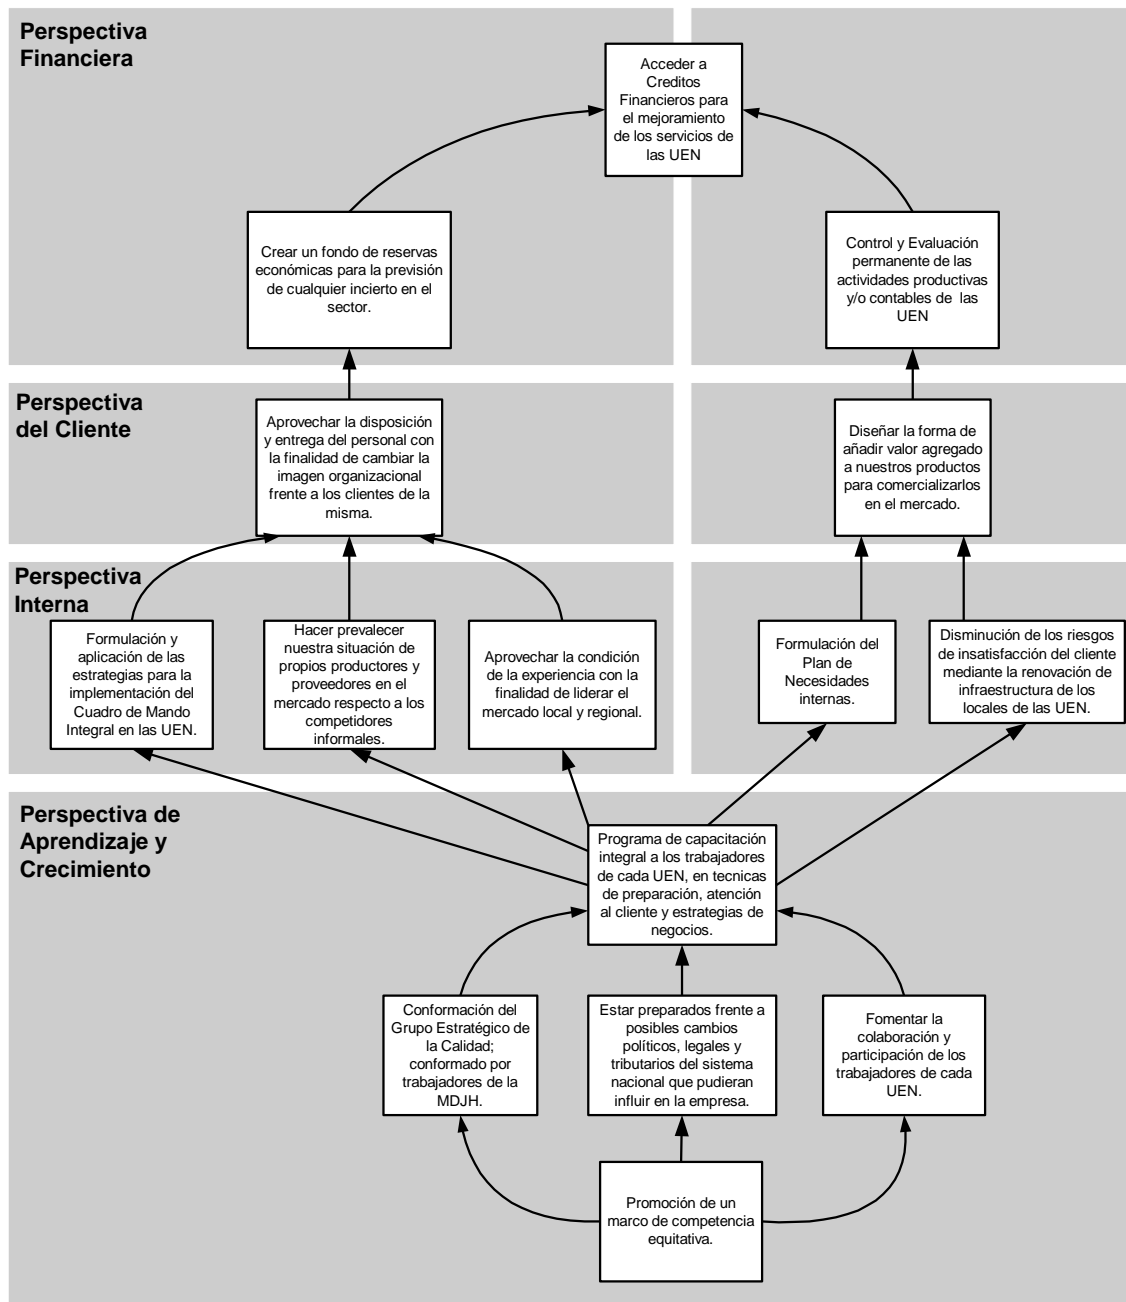 Perspectiva
Financiera
Acceder a
Creditos
Financieros para
el mejoramiento
de los servicios de
las UEN
Crear un fondo de reservas
económicas para la previsión
de cualquier incierto en el
sector.
Control y Evaluación
permanente de las
actividades productivas
y/o contables de las
UEN
Perspectiva
del Cliente
Aprovechar la disposición
y entrega del personal con
la finalidad de cambiar la
imagen organizacional
frente a los clientes de la
misma.
Diseñar la forma de
añadir valor agregado
a nuestros productos
para comercializarlos
en el mercado.
Perspectiva
Interna
Formulación y
aplicación de las
estrategias para la
implementación del
Cuadro de Mando
Integral en las UEN.
Hacer prevalecer
nuestra situación de
propios productores y
proveedores en el
mercado respecto a los
competidores
informales.
Aprovechar la condición
de la experiencia con la
finalidad de liderar el
mercado local y regional.
Formulación del
Plan de
Necesidades
internas.
Disminución de los riesgos
de insatisfacción del cliente
mediante la renovación de
infraestructura de los
locales de las UEN.
Perspectiva de
Aprendizaje y
Crecimiento
Programa de capacitación
integral a los trabajadores
de cada UEN, en tecnicas
de preparación, atención
al cliente y estrategias de
negocios.
Conformación del
Grupo Estratégico de
la Calidad;
conformado por
trabajadores de la
MDJH.
Estar preparados frente a
posibles cambios
políticos, legales y
tributarios del sistema
nacional que pudieran
influir en la empresa.
Fomentar la
colaboración y
participación de los
trabajadores de cada
UEN.
Promoción de un
marco de competencia
equitativa.